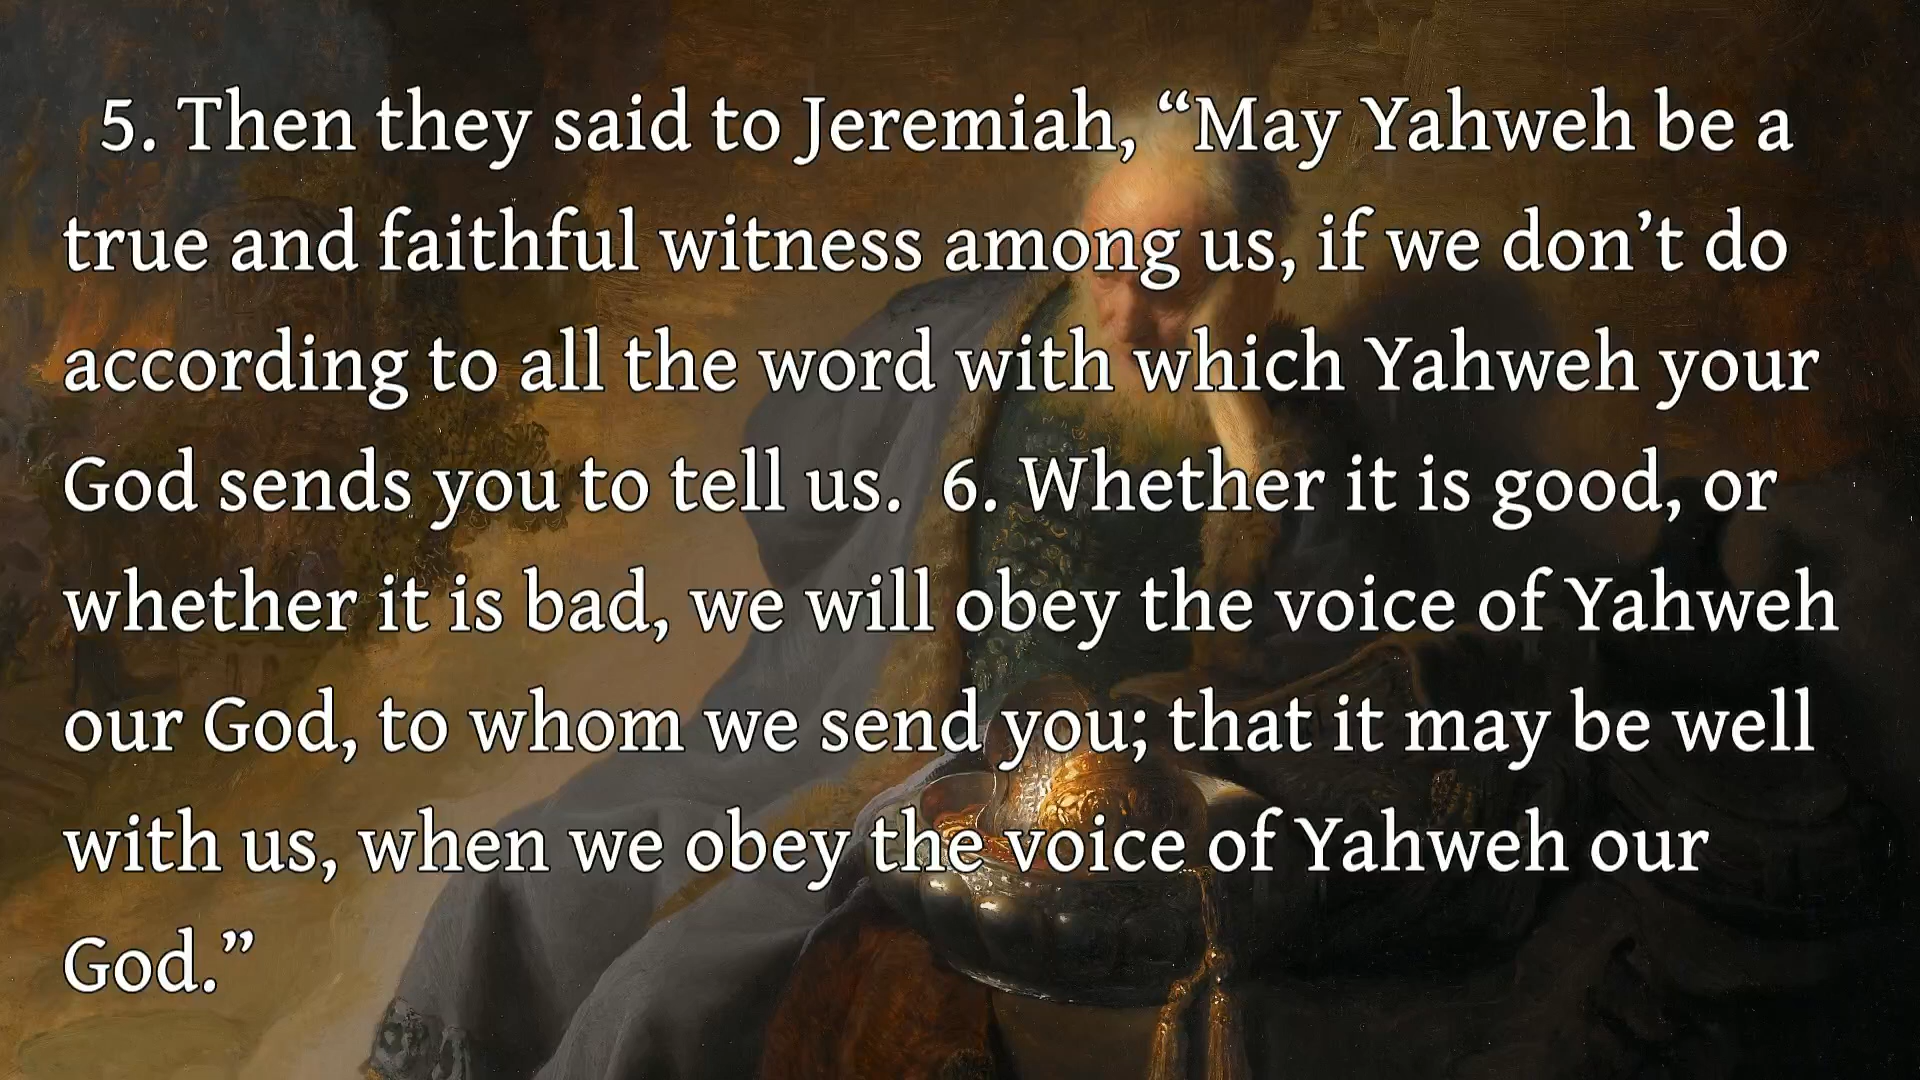 5. Then they said to Jeremiah, “May Yahweh be a
true and faithful witness among us, if we don’t do
according to all the word with which Yahweh your
God sends you to tell us.  6. Whether it is good, or
whether it is bad, we will obey the voice of Yahweh
our God, to whom we send you; that it may be well
with us, when we obey the voice of Yahweh our
God.”